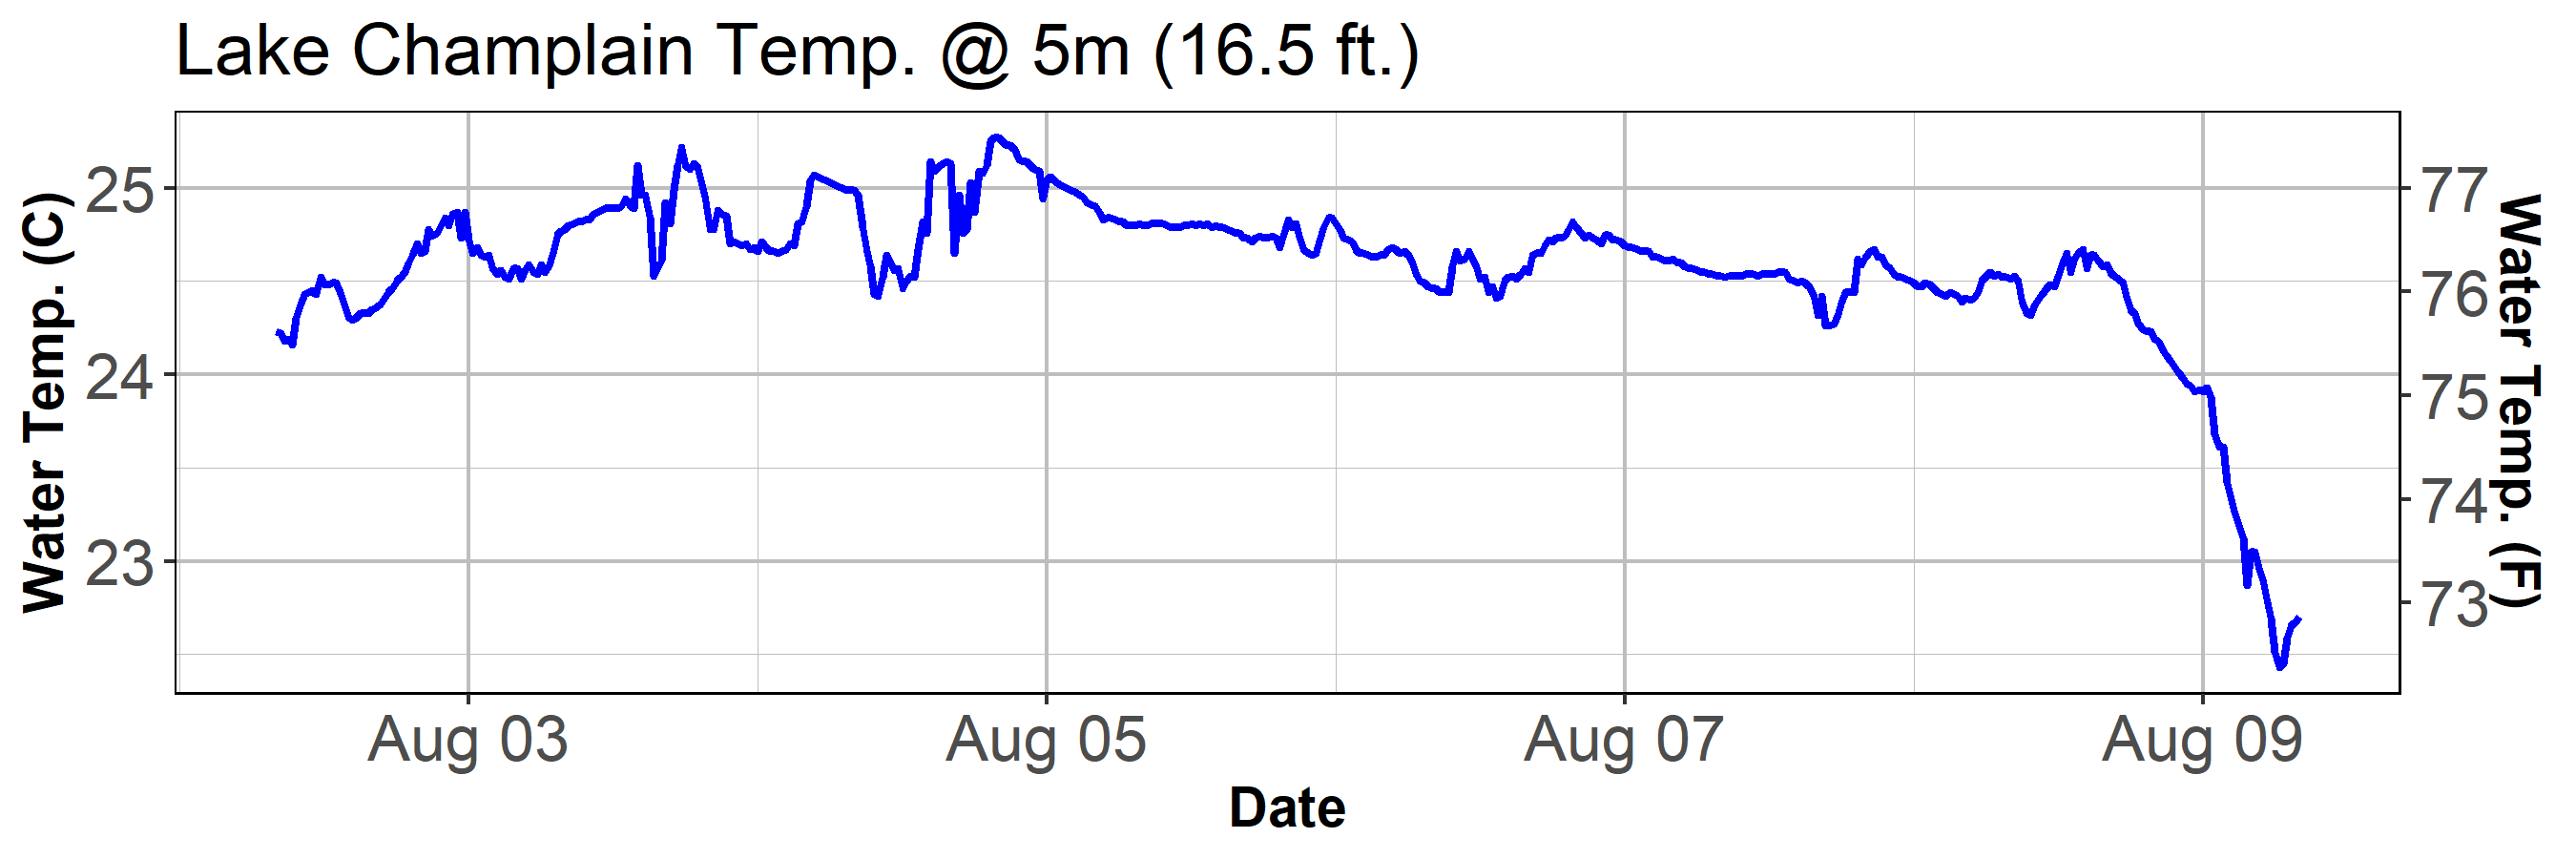 Lake Champlain Temp. @ 5m (16.5 ft.)
Water Temp. (C)
25
24
23
77
76
75
74
73
Water Temp. (F)
Aug 03
Aug 05
Aug 07
Aug 09
Date